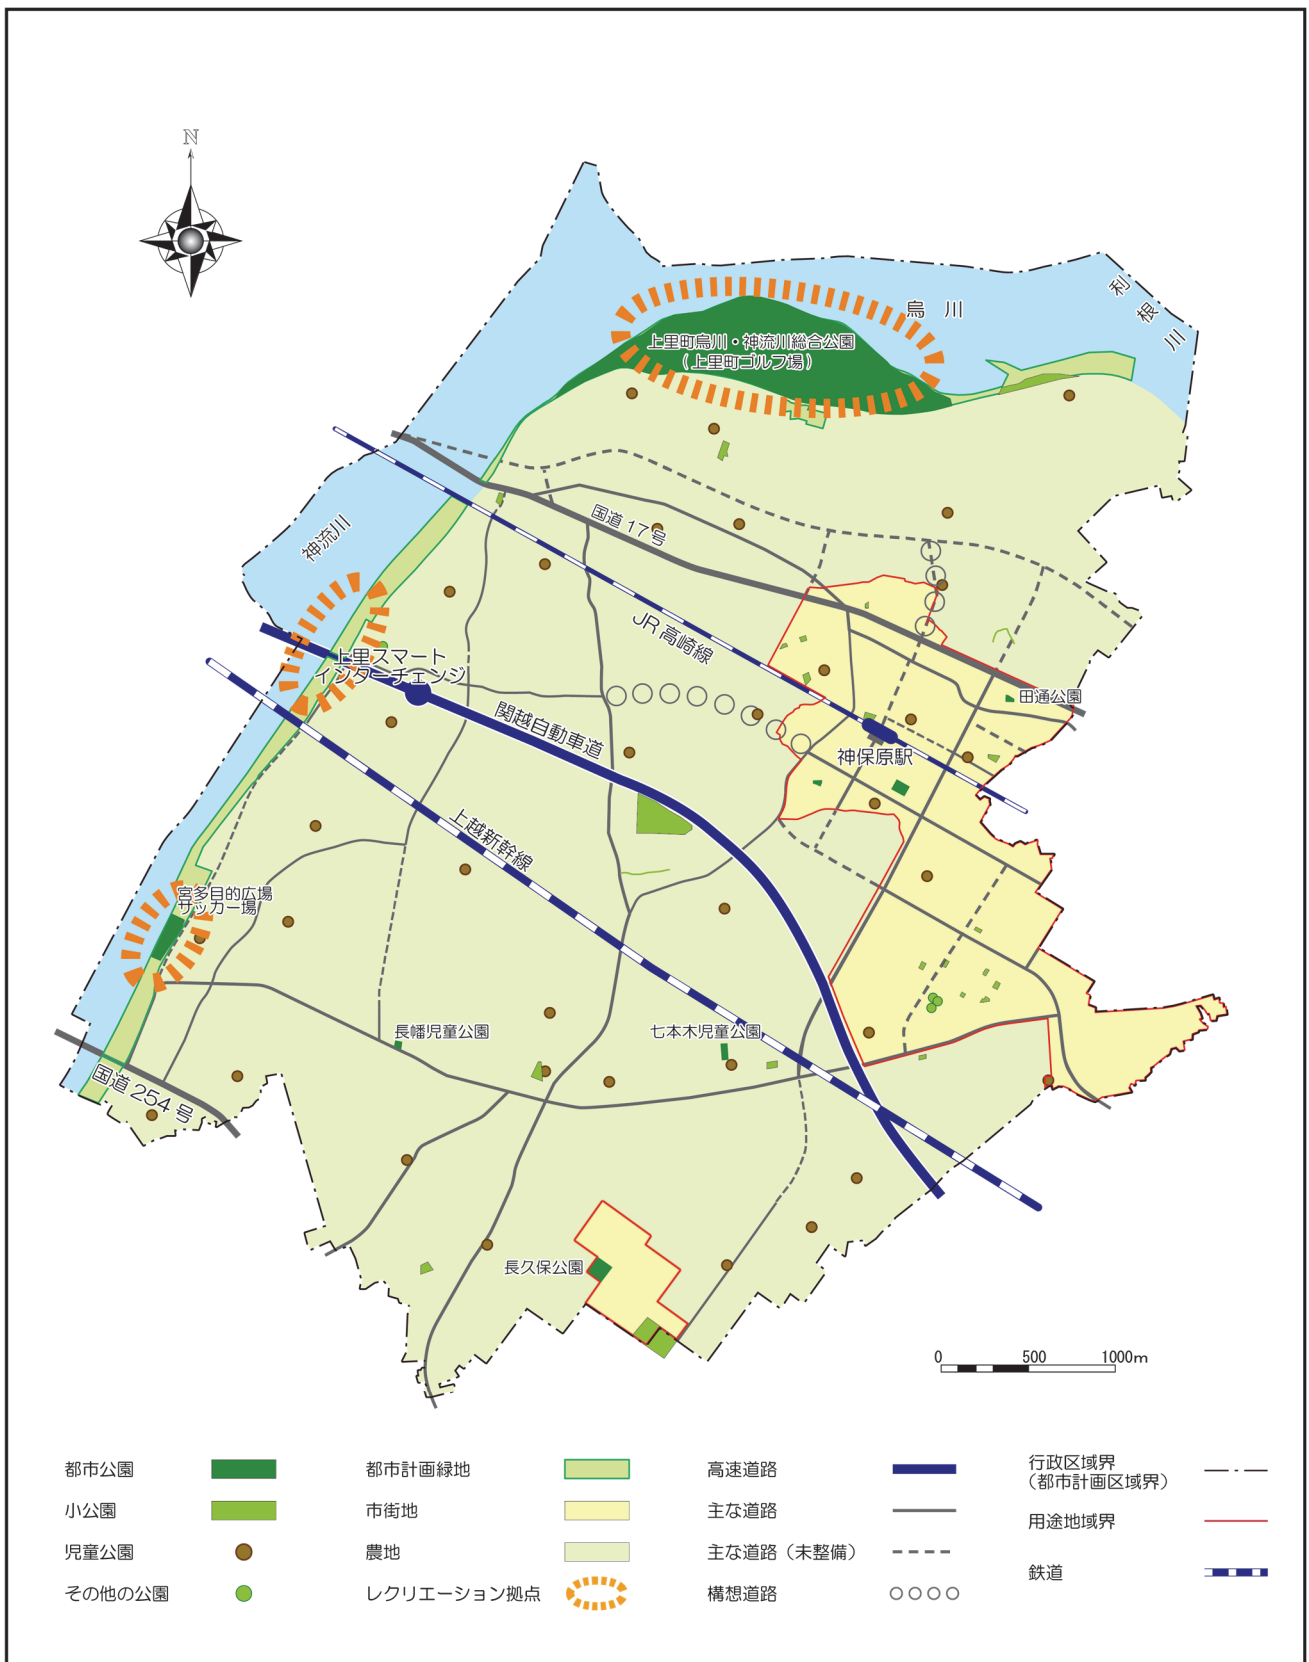 N
利根川
烏 川
上里町烏川・神流川総合公園
(上里町ゴルフ場)
国道 17 号
神流川
JR 高崎線
上里スマート
インターチェンジ
関越自動車道
田通公園
神保原駅
上越新幹線
宮多目的広場
サッカー場
長幡児童公園
七本木児童公園
国道 254 号
長久保公園
0 500 1000m
都市公園
小公園
児童公園
その他の公園
都市計画緑地
市街地
農地
レクリエーション拠点
高速道路
主な道路
主な道路（未整備）
構想道路
行政区域界
（都市計画区域界）
用途地域界
鉄道